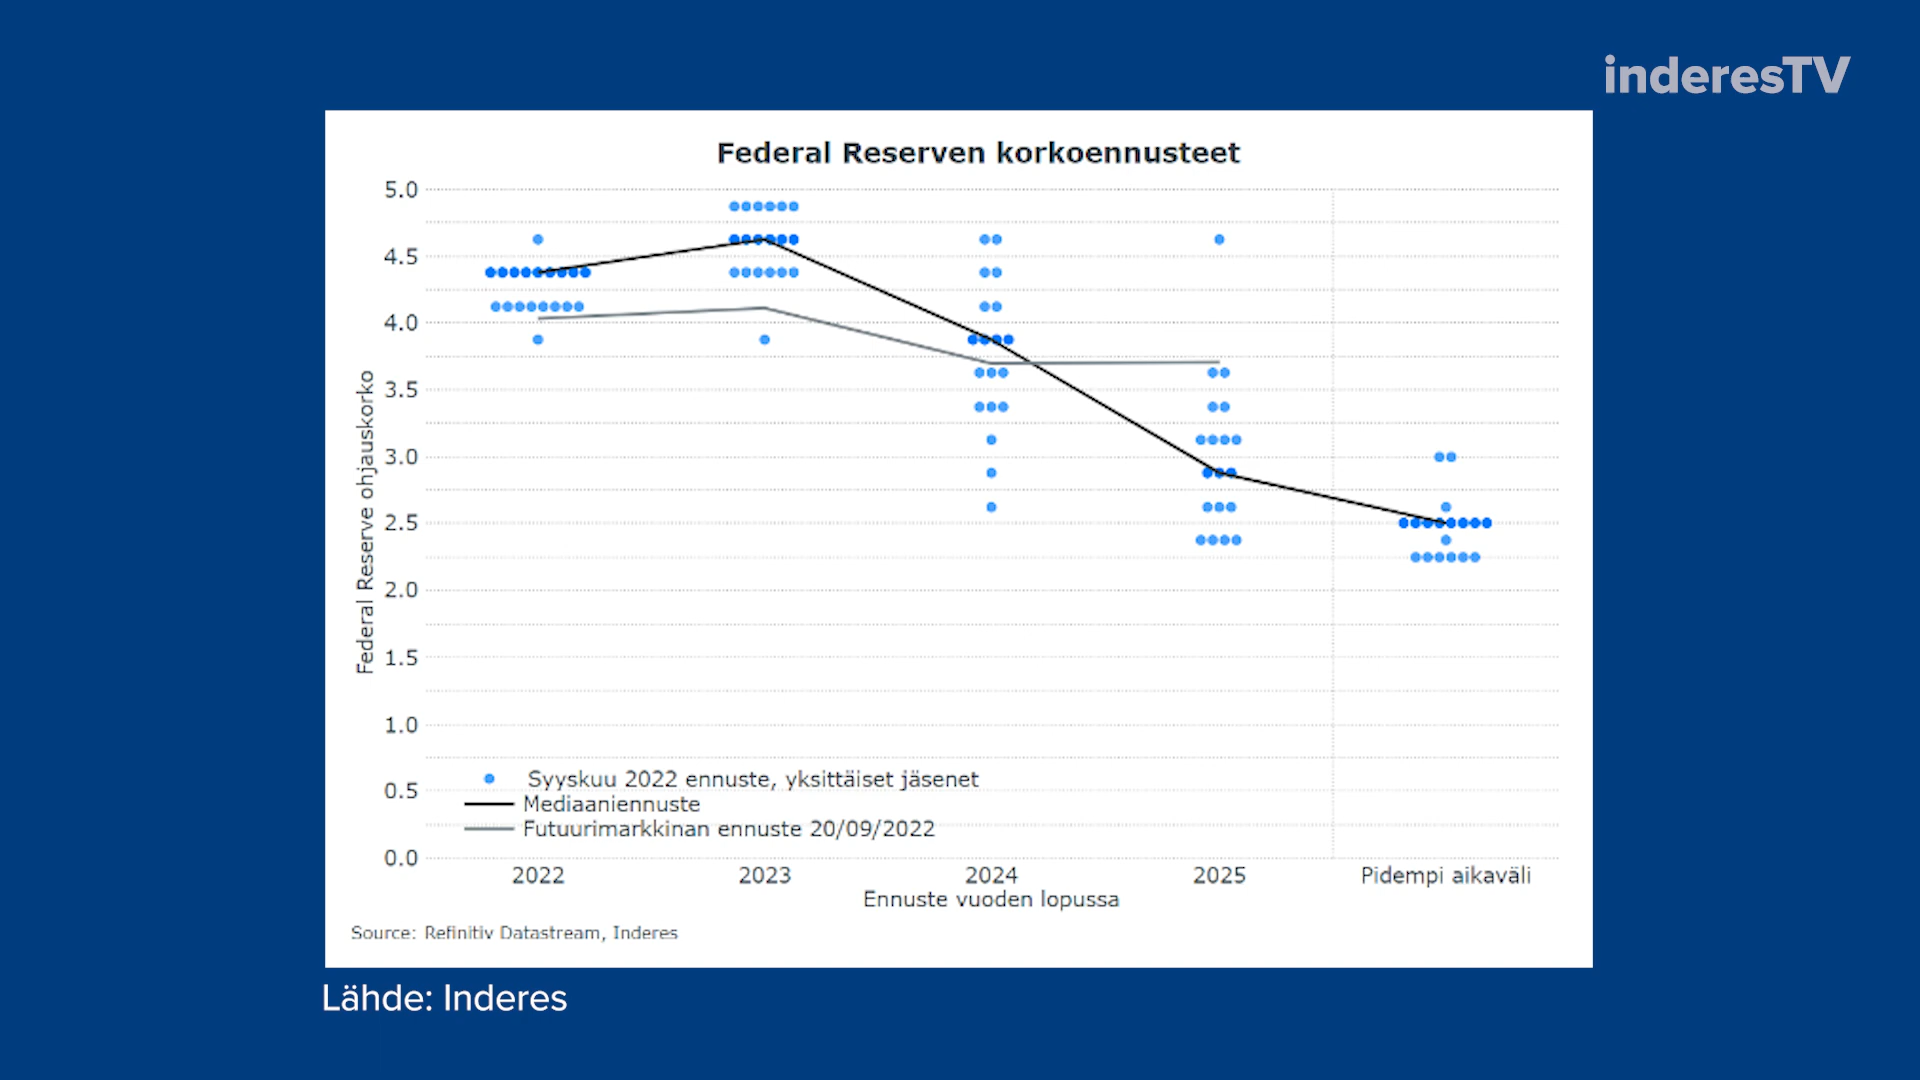 inderesTV
Federal Reserven korkoennusteet
5.0
4.5
4.0
3.5
3.0
2.5
2.0
1.5
1.0
0.5
0.0
Federal Reserve ohjauskorko
Syyskuu 2022 ennuste, yksittäiset jäsenet
Mediaaniennuste
Futuurimarkkinan ennuste 20/09/2022
2022 2023 2024 2025 Pidempi aikaväli
Ennuste vuoden lopussa
Source: Refinitiv Datastream, Inderes
Lähde: Inderes